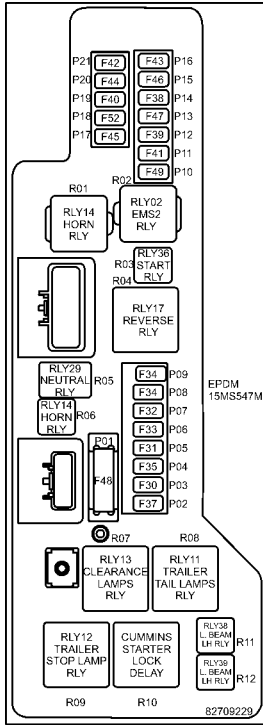 P21 F42 F43 P16
P20 F44 F46 P15
P19 F40 F38 P14
P18 F52 F47 P13
P17 F45 F39 P12
F41 P11
F49 P10
R01
R02
RLY14
HORN
RLY
RLY02
EMS2
RLY
R03
RLY36
START
RLY
R04
RLY17
REVERSE
RLY
RLY29
NEUTRAL
RLY
R05
RLY14
HORN
RLY
R06
F34 P09
F34 P08
F32 P07
F33 P06
F31 P05
F35 P04
F30 P03
F37 P02
EPDM
15MS547M
P01
F48
R07
R08
RLY13
CLEARANCE
LAMPS
RLY
RLY11
TRAILER
TAIL LAMPS
RLY
RLY12
TRAILER
STOP LAMP
RLY
CUMMINS
STARTER
LOCK
DELAY
RLY38
L. BEAM
LH RLY
R11
RLY39
L. BEAM
LH RLY
R12
R09
R10
82709229